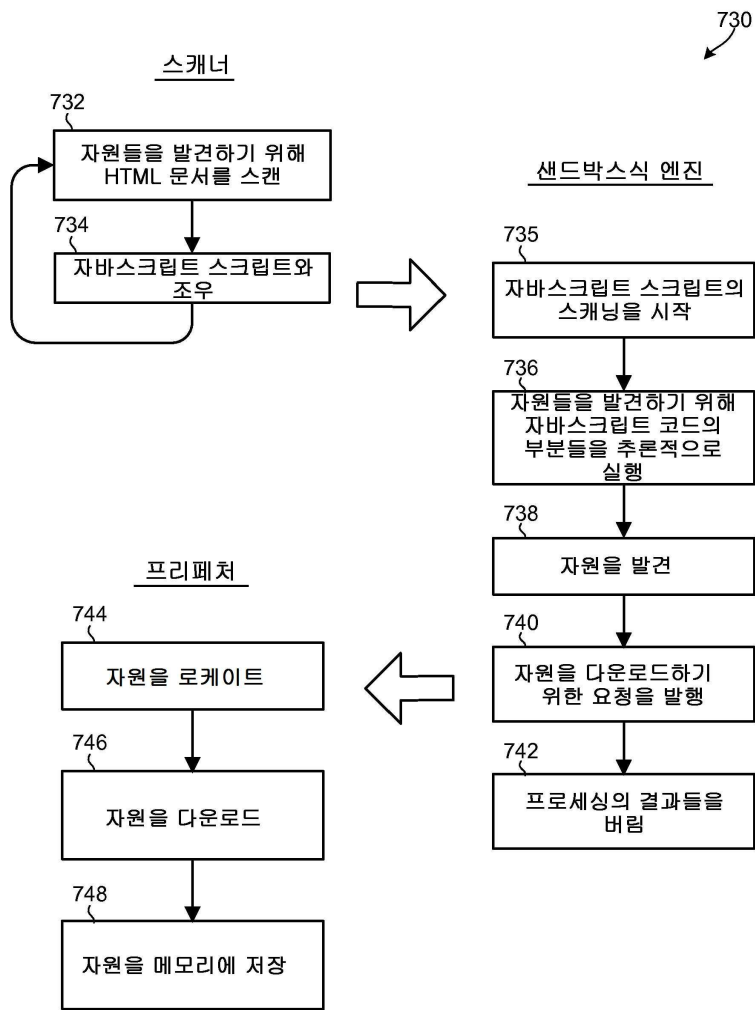 730
스캐너
732
자원들을 발견하기 위해
HTML 문서를 스캔
734
자바스크립트 스크립트와
조우
샌드박스식 엔진
735
자바스크립트 스크립트의
스캐닝을 시작
736
자원들을 발견하기 위해
자바스크립트 코드의
부분들을 추론적으로
실행
738
자원을 발견
740
자원을 다운로드하기
위한 요청을 발행
742
프로세싱의 결과들을
버림
프리페처
744
자원을 로케이트
746
자원을 다운로드
748
자원을 메모리에 저장